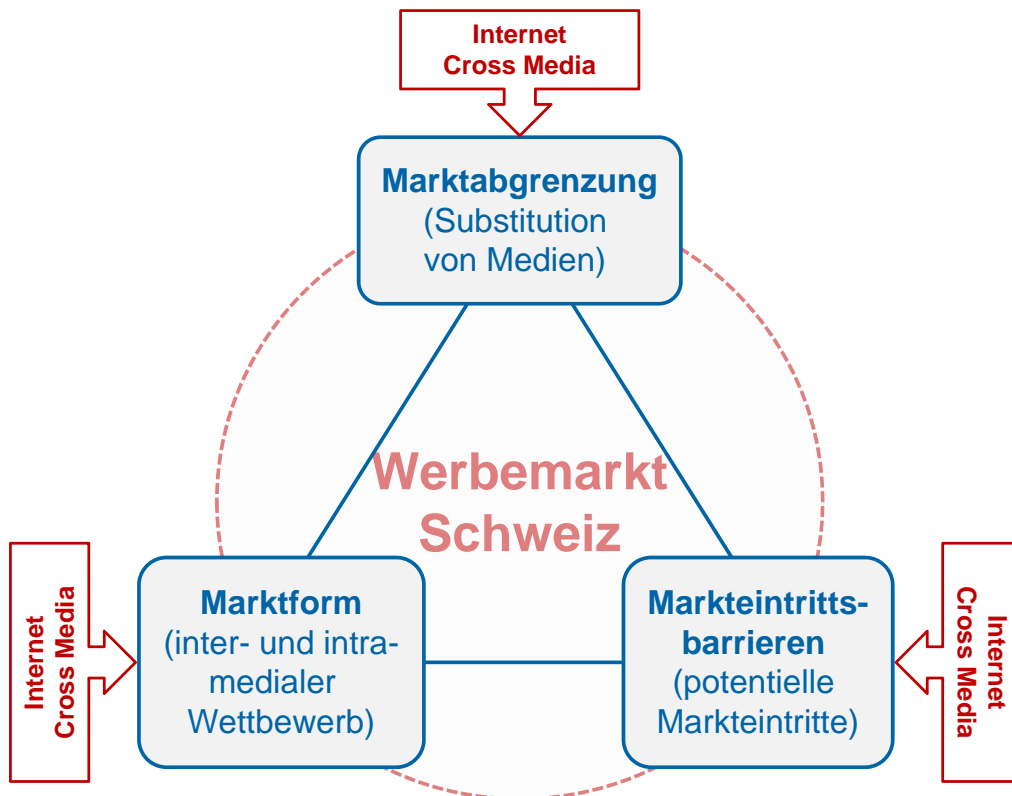 Internet
Cross Media
Marktabgrenzung
(Substitution
von Medien)
Werbemarkt
Schweiz
Internet
Cross Media
Marktform
(inter- und intra-
medialer
Wettbewerb)
Markteintritts-
barrieren
(potentielle
Markteintritte)
Internet
Cross Media